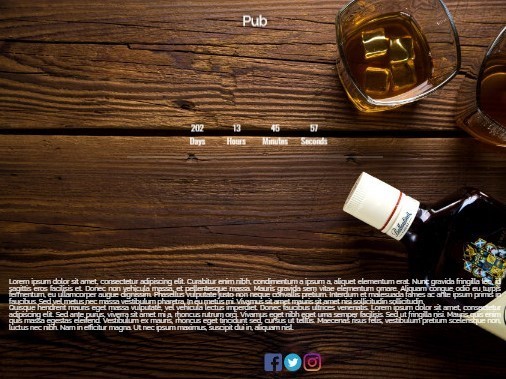 Pub
202 13 45 57
Days Hours Minutes Seconds
Lorem ipsum dolor sit amet, consectetur adipiscing elit. Curabitur enim nibh, condimentum a ipsum a, aliquet elementum erat. Nunc gravida fringilla leo, id
sagittis eros facilisis et. Donec non vehicula massa, et pellentesque massa. Mauris gravida sem vitae elementum ornare. Aliquam congue, odio eu turpis
fermentum, eu ullamcorper augue dignissim. Phasellus vulputate justo non neque convallis pretium. Interdum et malesuada fames ac ante ipsum primis in
faucibus. Sed vel metus nec massa vestibulum pharetra, in eu metus mi. Vivamus sit amet mauris sit amet nisi sollicitudin sollicitudin.
Quisque hendrerit mauris et massa vulputate, vel vehicula lectus imperdiet. Donec faucibus venenatis. Lorem ipsum dolor sit amet, consectetur
adipiscing elit. Sed ante purus, viverra sit amet mi a, rhoncus rutrum orci. Vivamus eget nibh eget urna semper facilisis. Sed ut fringilla nisi. Mauris eget
quam massa egestas eleifend. Vestibulum ex mauris, rhoncus eget tincidunt sed, cursus ut tellus. Maecenas risus felis, vestibulum pretium scelerisque non,
luctus nec nibh. Nam in efficitur magna. Ut nec ipsum maximus, suscipit dui in, aliquam nisl.